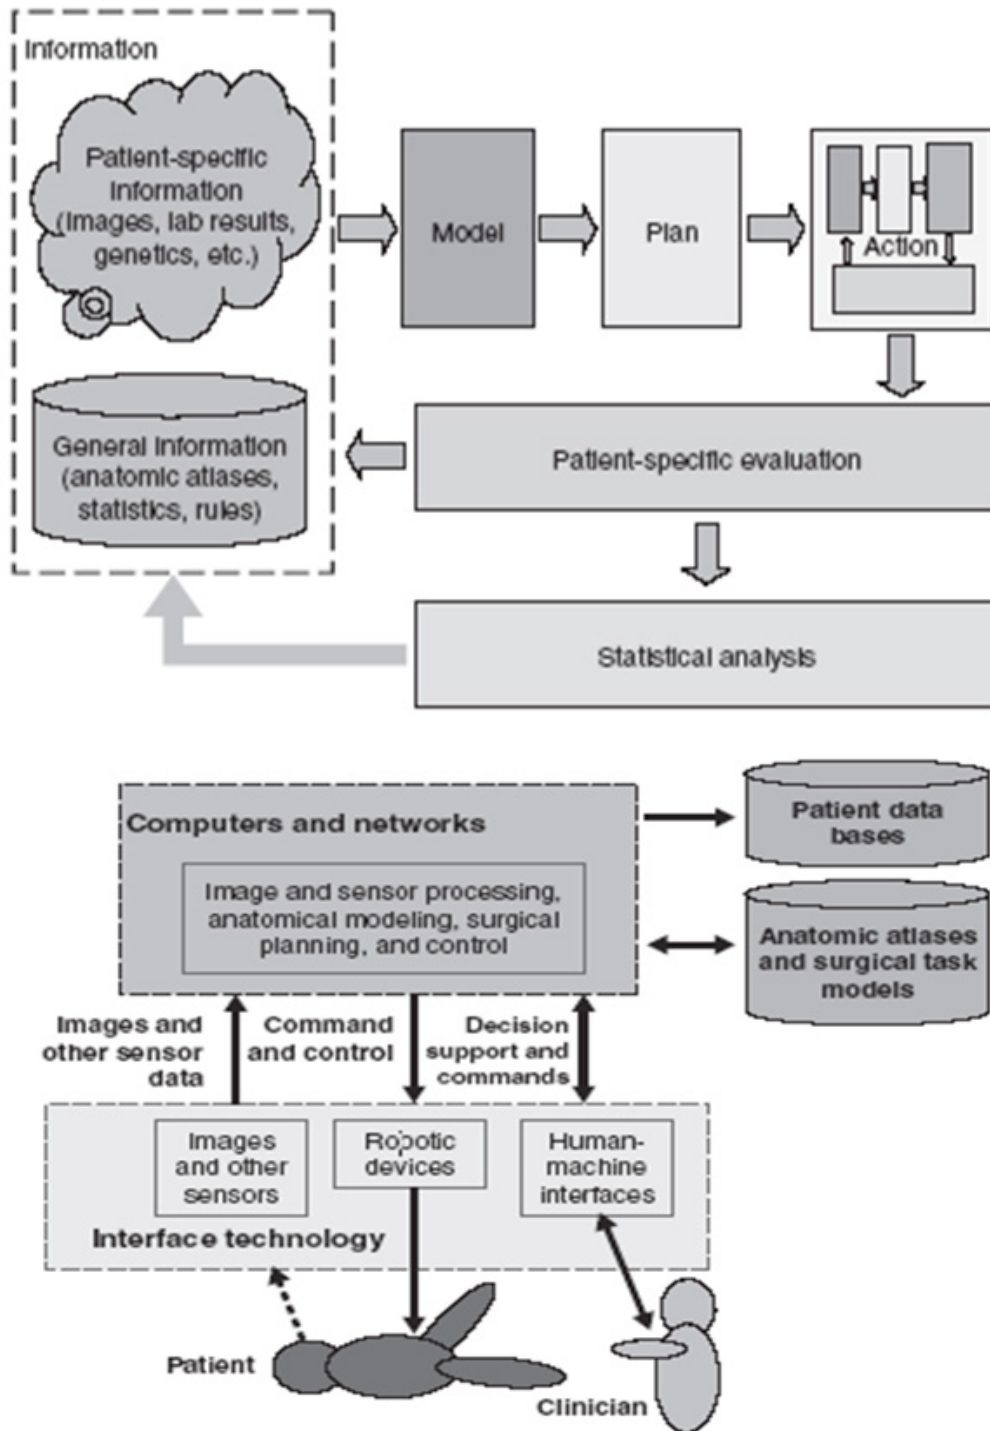 Information
Patient-specific
information
(images, lab results,
genetics, etc.)
Model
Plan
Action
General information
(anatomic atlases,
statistics, rules)
Patient-specific evaluation
Statistical analysis
Computers and networks
Image and sensor processing,
anatomical modeling, surgical
planning, and control
Patient data
bases
Anatomic atlases
and surgical task
models
Images and
other sensor
data
Command
and control
Decision
support and
commands
Images
and other
sensors
Robotic
devices
Human-
machine
interfaces
Interface technology
Patient
Clinician